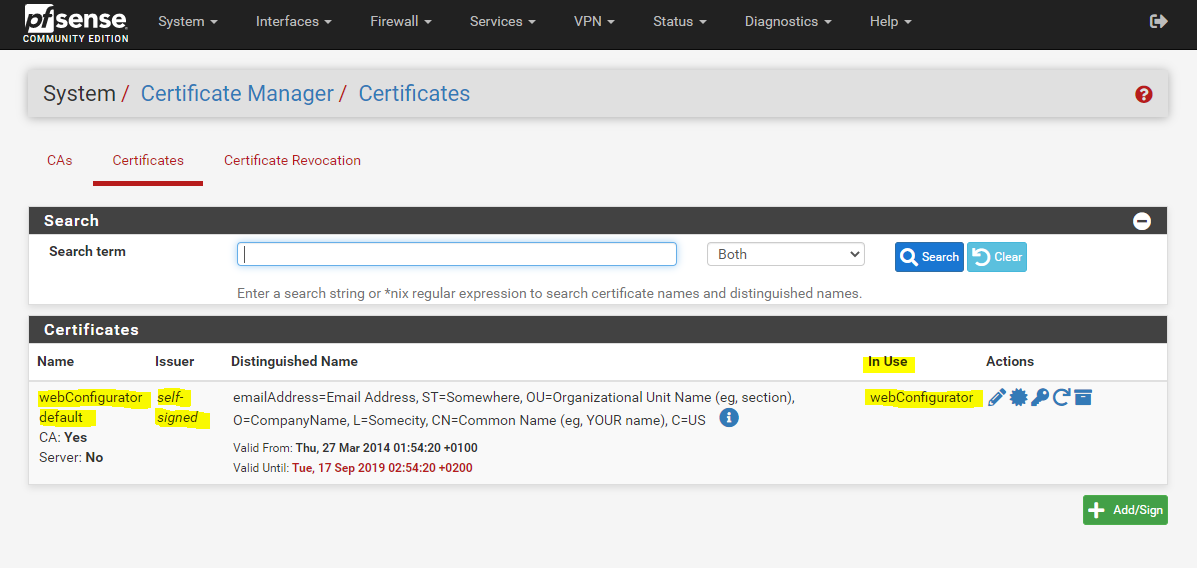 pfsense
COMMUNITY EDITION
System Interfaces Firewall Services VPN Status Diagnostics Help
System / Certificate Manager / Certificates
CAs Certificates Certificate Revocation
Search
Search term Both Search Clear
Enter a search string or *nix regular expression to search certificate names and distinguished names.
Certificates
Name Issuer Distinguished Name In Use Actions
webConfigurator
default
CA: Yes
Server: No
self-
signed
emailAddress=Email Address, ST=Somewhere, OU=Organizational Unit Name (eg, section),
O=CompanyName, L=Somecity, CN=Common Name (eg, YOUR name), C=US
Valid From: Thu, 27 Mar 2014 01:54:20 +0100
Valid Until: Tue, 17 Sep 2019 02:54:20 +0200
webConfigurator
Add/Sign